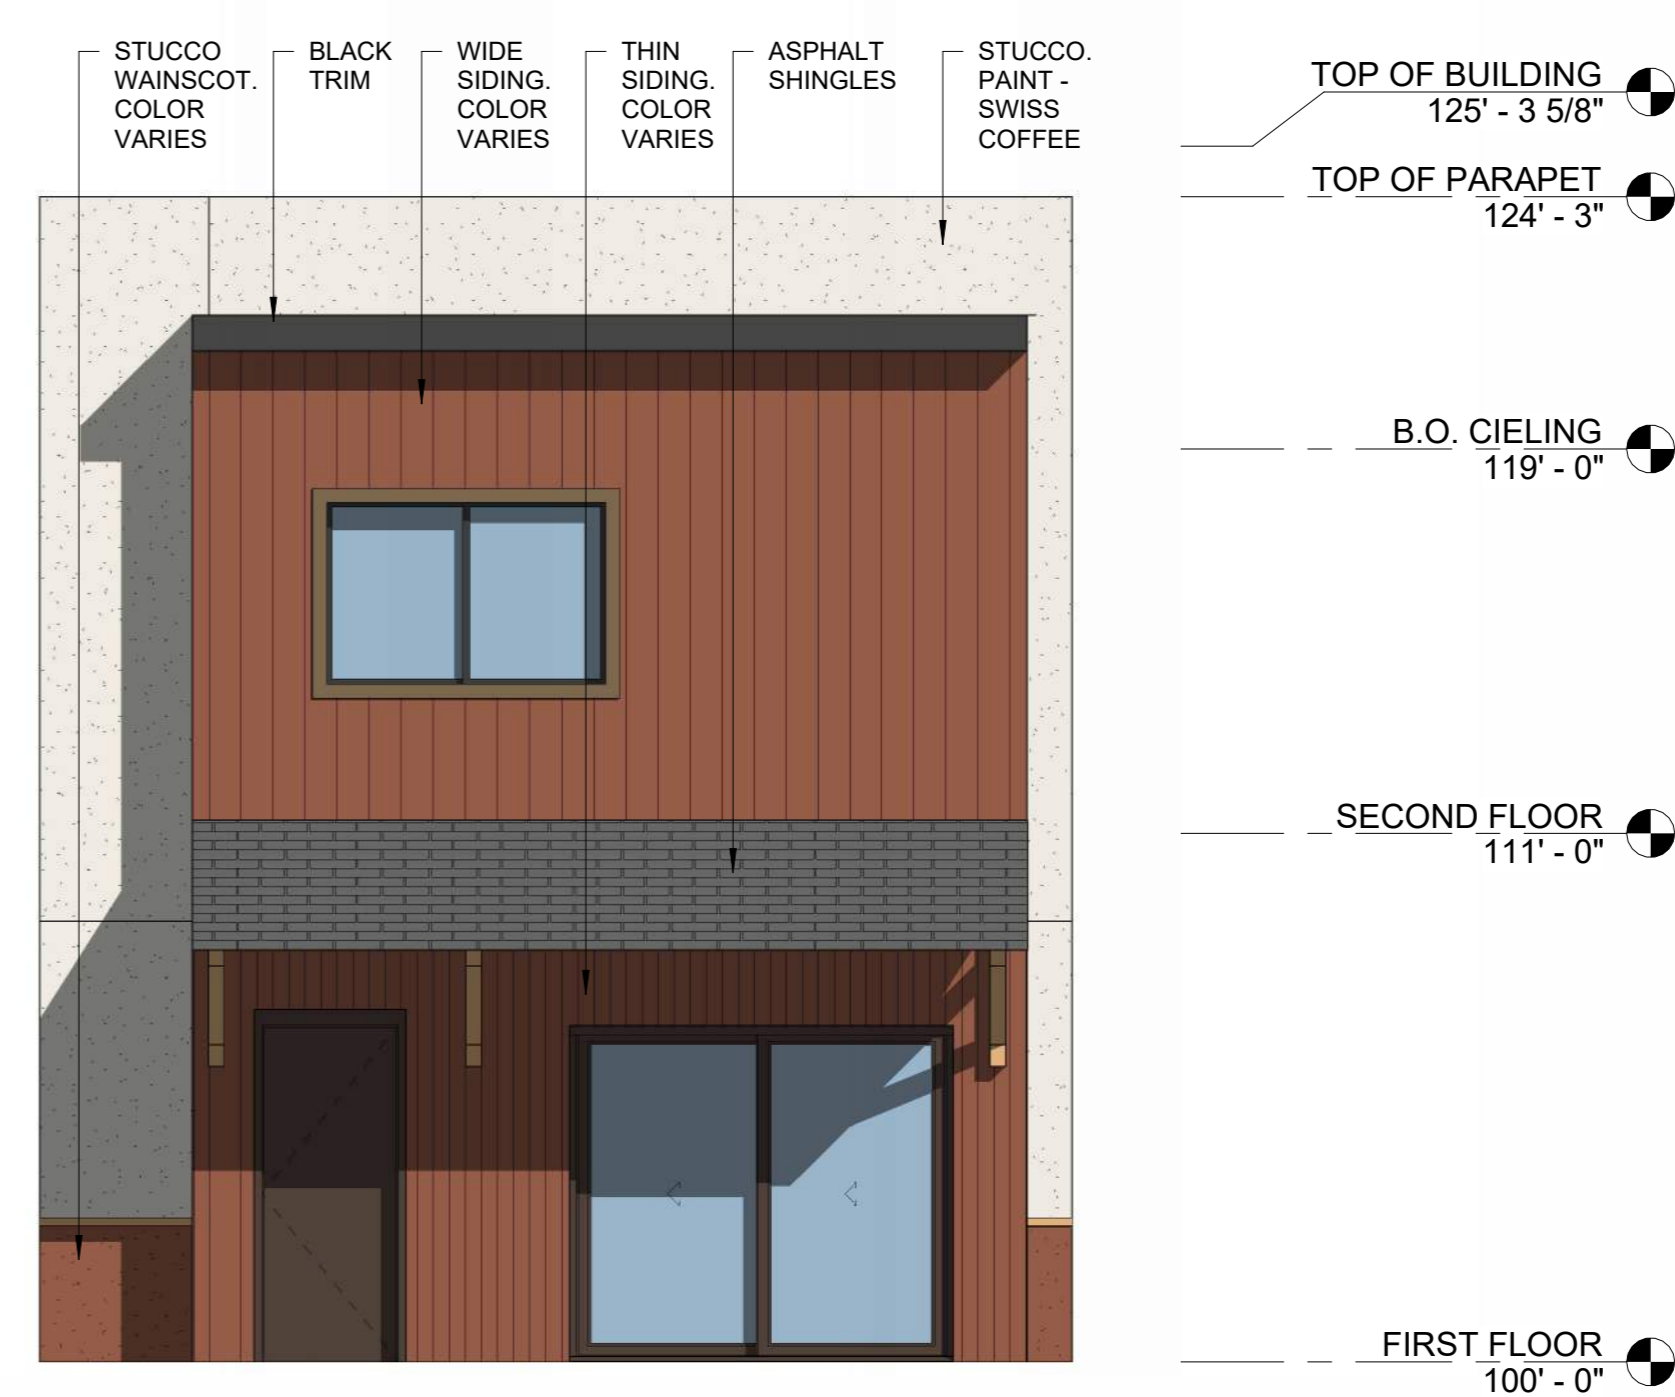 STUCCO
WAINSCOT.
COLOR
VARIES
BLACK
TRIM
WIDE
SIDING.
COLOR
VARIES
THIN
SIDING.
COLOR
VARIES
ASPHALT
SHINGLES
STUCCO.
PAINT -
SWISS
COFFEE
TOP OF BUILDING
125' - 3 5/8"
TOP OF PARAPET
124' - 3"
B.O. CIELING
119' - 0"
SECOND FLOOR
111' - 0"
FIRST FLOOR
100' - 0"